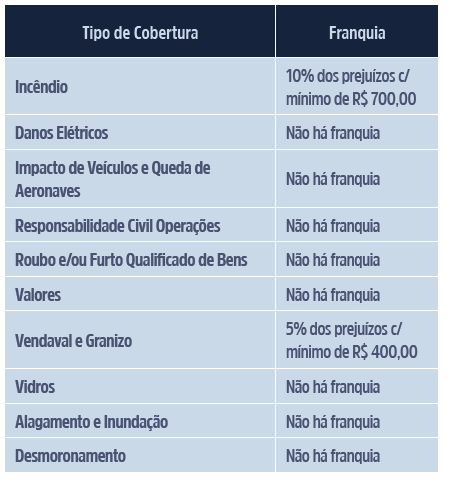 Tipo de Cobertura Franquia
Incêndio 10% dos prejuízos c/
mínimo de R$ 700,00
Danos Elétricos Não há franquia
Impacto de Veículos e Queda de
Aeronaves Não há franquia
Responsabilidade Civil Operações Não há franquia
Roubo e/ou Furto Qualificado de Bens Não há franquia
Valores Não há franquia
Vendaval e Granizo 5% dos prejuízos c/
mínimo de R$ 400,00
Vidros Não há franquia
Alagamento e Inundação Não há franquia
Desmoronamento Não há franquia